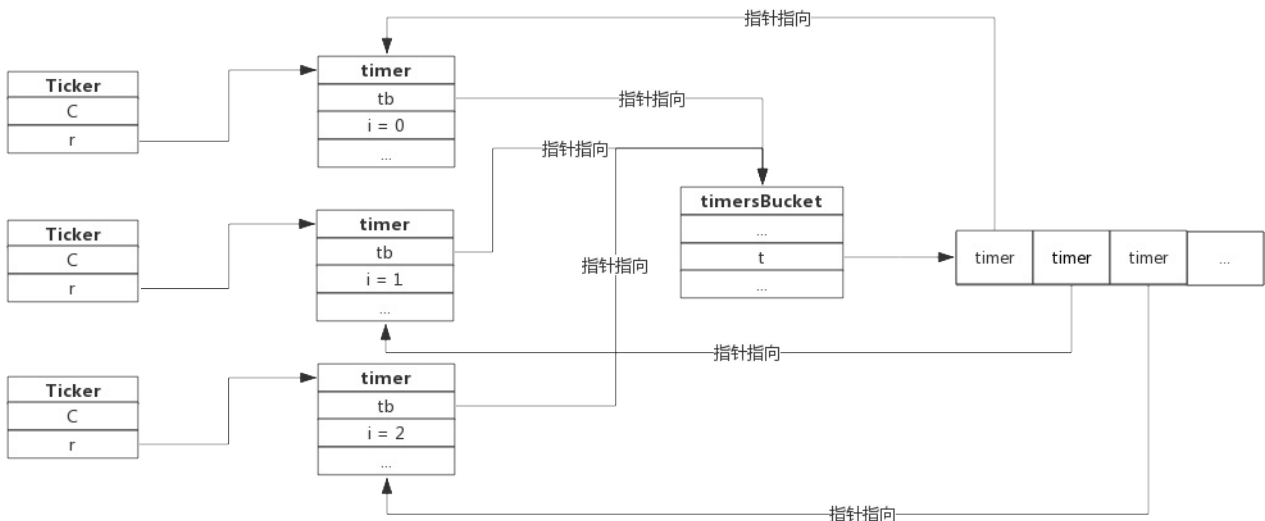 指针指向
Ticker
C
r
timer
tb
i = 0
...
指针指向
指针指向
Ticker
C
r
timer
tb
i = 1
...
指针指向
timersBucket
...
t
...
timer
timer
timer
...
指针指向
Ticker
C
r
timer
tb
i = 2
...
指针指向